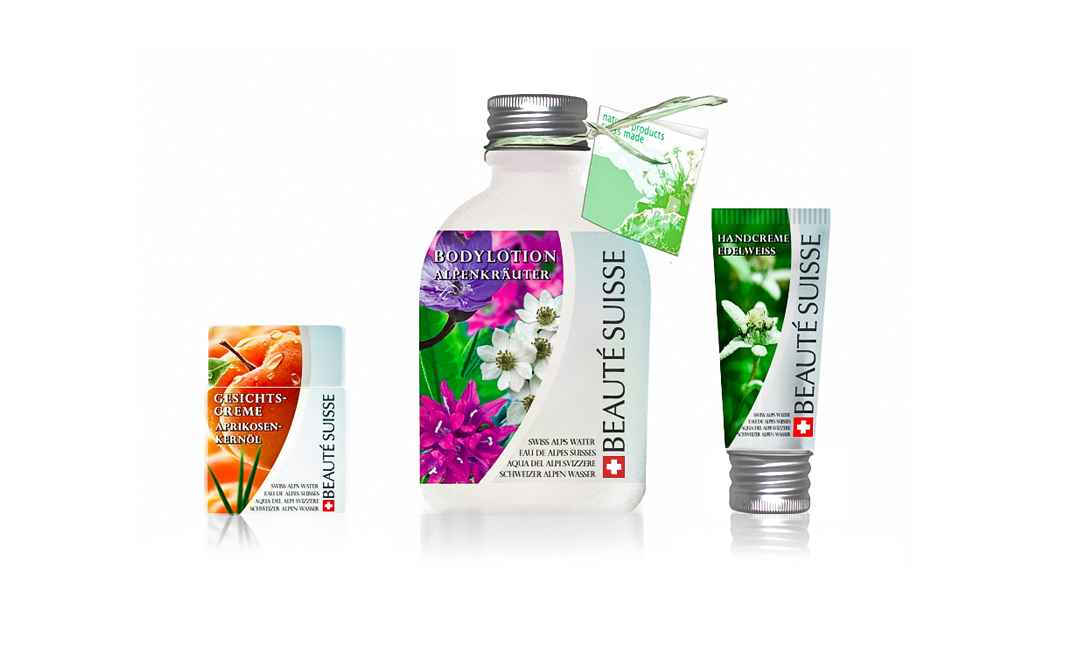 GESICHTS-
CREME
APRIKOSEN-
KERNÖL
SWISS ALPS WATER
EAU DE ALPES SUISSES
AQUA DEL ALPI SVIZZERE
SCHWEIZER ALPEN WASSER
BEAUTÉ SUISSE
BODYLOTION
ALPENKRÄUTER
SWISS ALPS WATER
EAU DE ALPES SUISSES
AQUA DEL ALPI SVIZZERE
SCHWEIZER ALPEN WASSER
BEAUTÉ SUISSE
products
made
HANDCREME
EDELWEISS
SWISS ALPS WATER
EAU DE ALPES SUISSES
AQUA DEL ALPI SVIZZERE
SCHWEIZER ALPEN WASSER
BEAUTÉ SUISSE